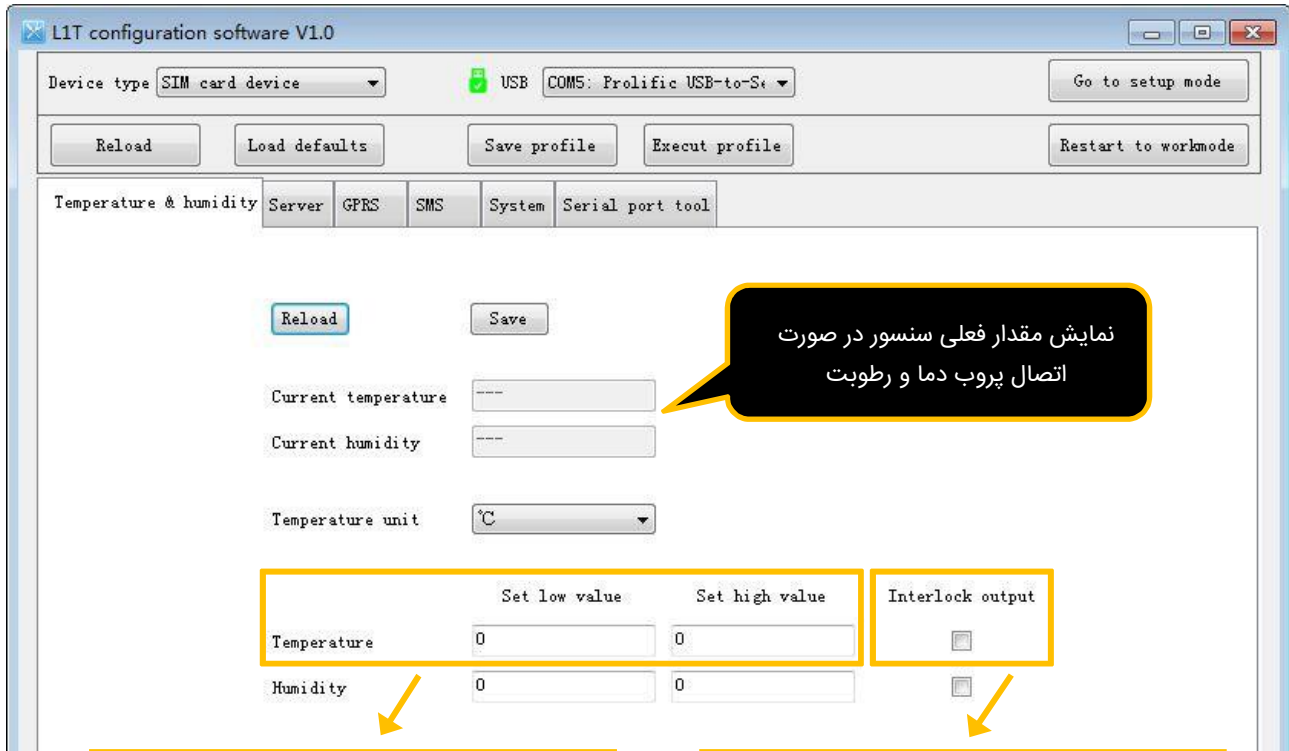 L1T configuration software V1.0
Device type SIM card device USB COM5: Prolific USB-to-Se Go to setup mode
Reload Load defaults Save profile Execut profile Restart to workmode
Temperature & humidity Server GPRS SMS System Serial port tool
Reload Save
نمایش مقدار فعلی سنسور در صورت
اتصال پروب دما و رطوبت
Current temperature ---
Current humidity ---
Temperature unit ℃
Set low value Set high value Interlock output
Temperature 0 0
Humidity 0 0